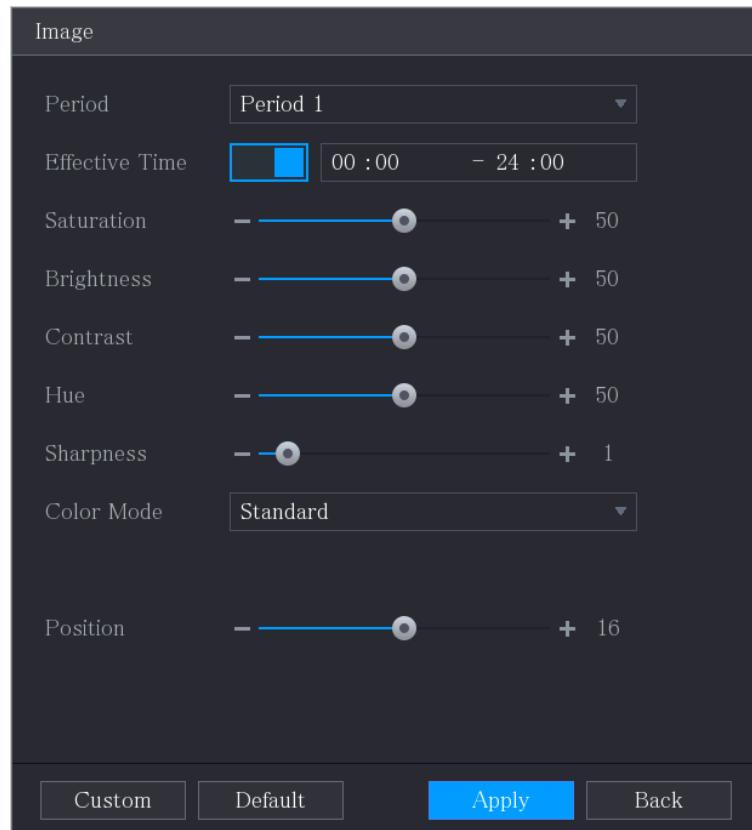 Image
Period Period 1
Effective Time 00 :00 - 24 :00
Saturation - + 50
Brightness - + 50
Contrast - + 50
Hue - + 50
Sharpness - + 1
Color Mode Standard
Position - + 16
Custom Default Apply Back